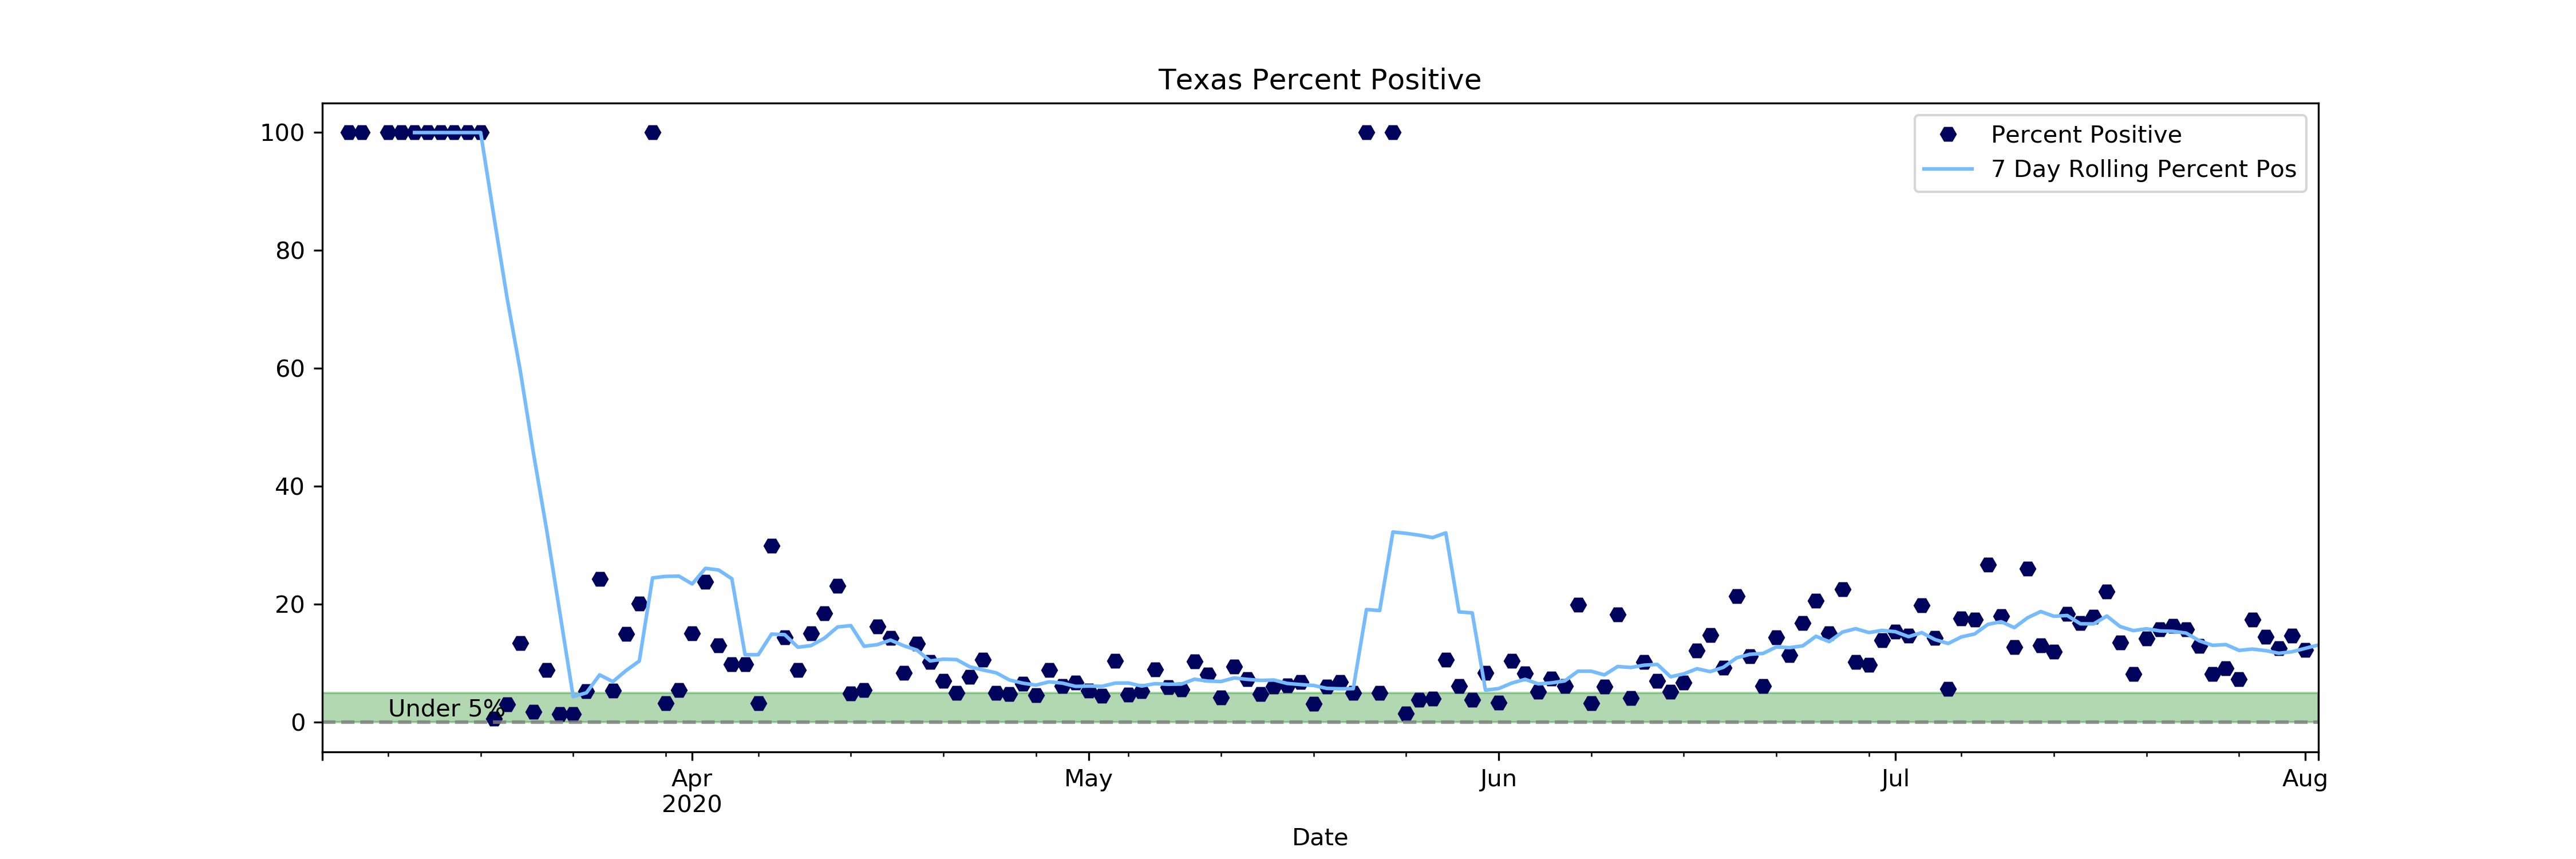 Texas Percent Positive
100
80
60
40
20
0
Percent Positive
7 Day Rolling Percent Pos
Under 5%
Apr
2020
May
Jun
Jul
Aug
Date